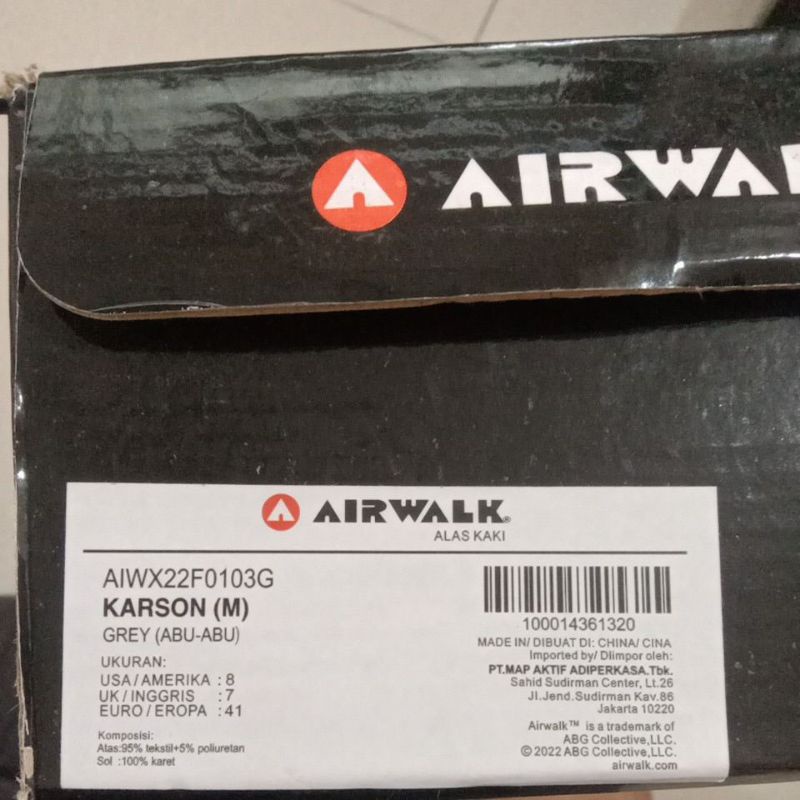 AIRWA
AIRWALK®
ALAS KAKI
AIWX22F0103G
KARSON (M)
GREY (ABU-ABU)
UKURAN:
USA / AMERIKA : 8
UK / INGGRIS : 7
EURO / EROPA : 41
Komposisi:
Atas:95% tekstil+5% poliuretan
Sol :100% karet
100014361320
MADE IN/ DIBUAT DI: CHINA/ CINA
Imported by/ Diimpor oleh:
PT.MAP AKTIF ADIPERKASA.Tbk.
Sahid Sudirman Center, Lt.26
Jl.Jend.Sudirman Kav.86
Jakarta 10220
Airwalk™ is a trademark of
ABG Collective,LLC.
© 2022 ABG Collective,LLC.
airwalk.com